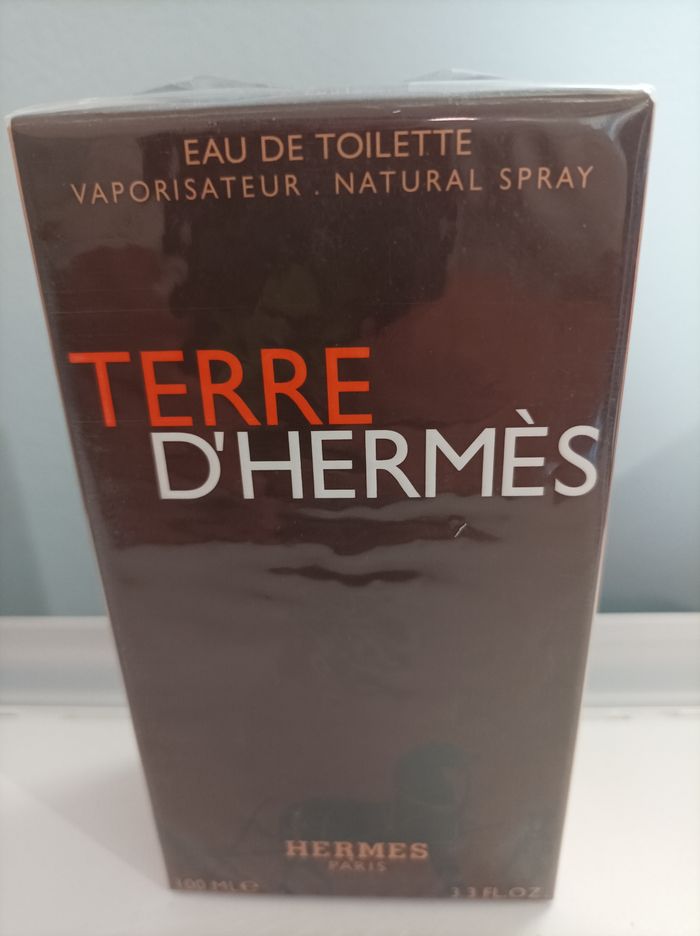 EAU DE TOILETTE
VAPORISATEUR . NATURAL SPRAY
TERRE
D'HERMÈS
HERMES
PARIS
100 ML℮ 3.3 FL.OZ.